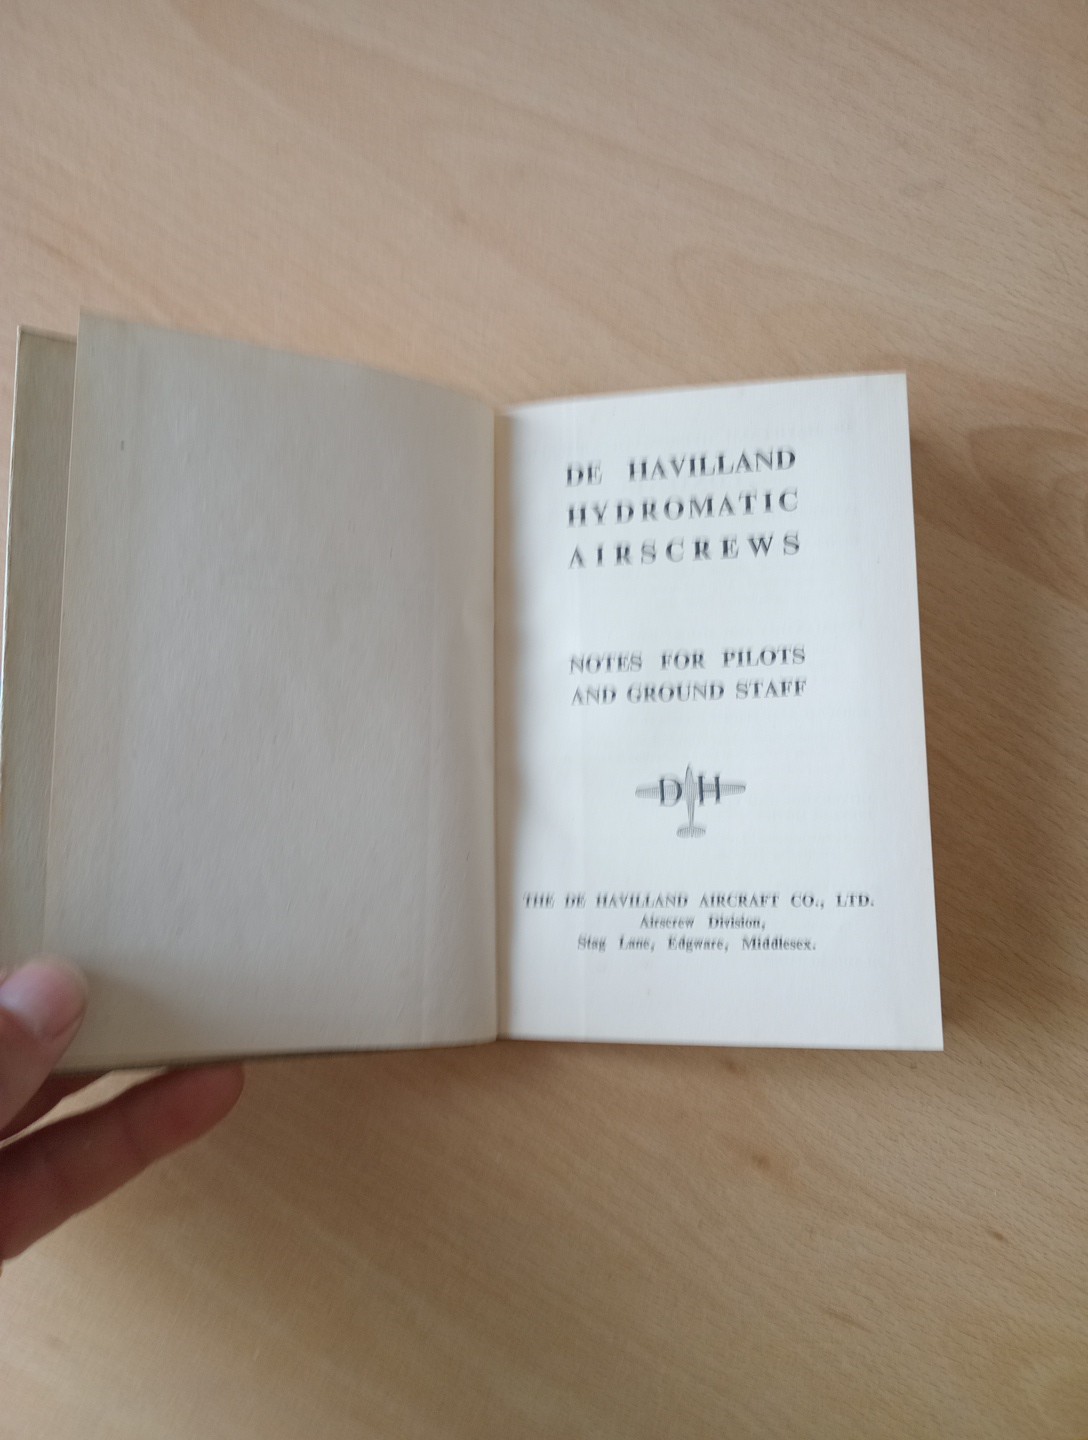 DE HAVILLAND
HYDROMATIC
AIRSCREWS
NOTES FOR PILOTS
AND GROUND STAFF
D H
THE DE HAVILLAND AIRCRAFT CO., LTD.
Airscrew Division,
Stag Lane, Edgware, Middlesex.